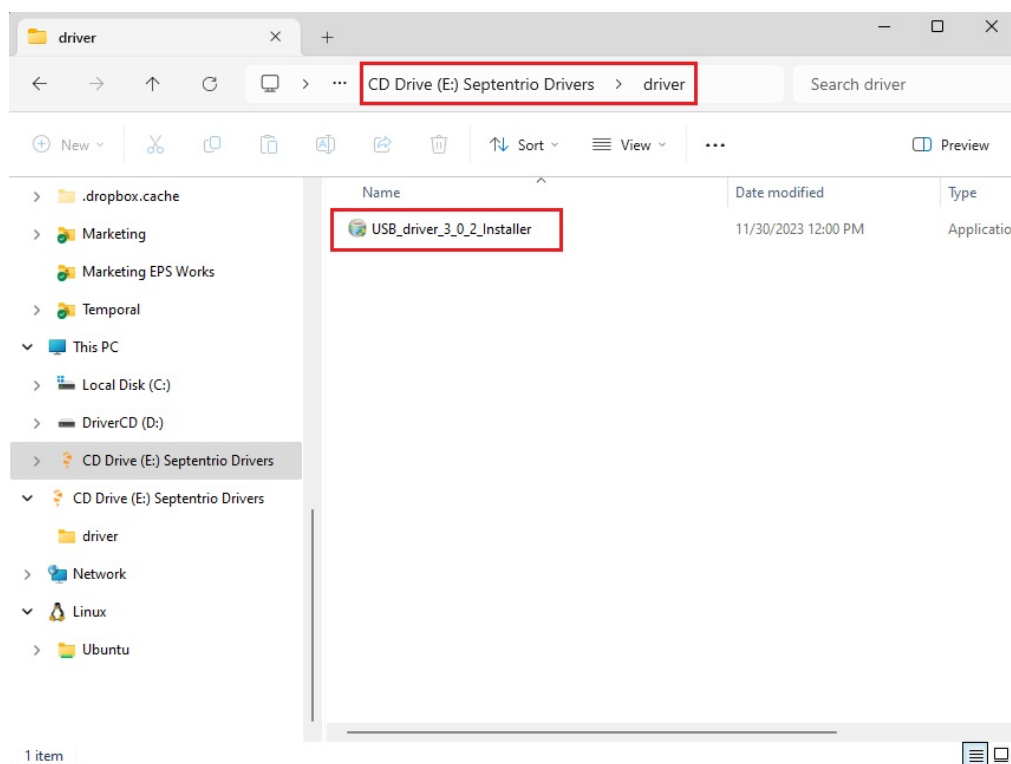 driver
CD Drive (E:) Septentrio Drivers > driver
Search driver
New
Sort
View
Preview
.dropbox.cache
Marketing
Marketing EPS Works
Temporal
This PC
Local Disk (C:)
DriverCD (D:)
CD Drive (E:) Septentrio Drivers
CD Drive (E:) Septentrio Drivers
driver
Network
Linux
Ubuntu
Name
Date modified
Type
USB_driver_3_0_2_Installer
11/30/2023 12:00 PM
Applicatio
1 item